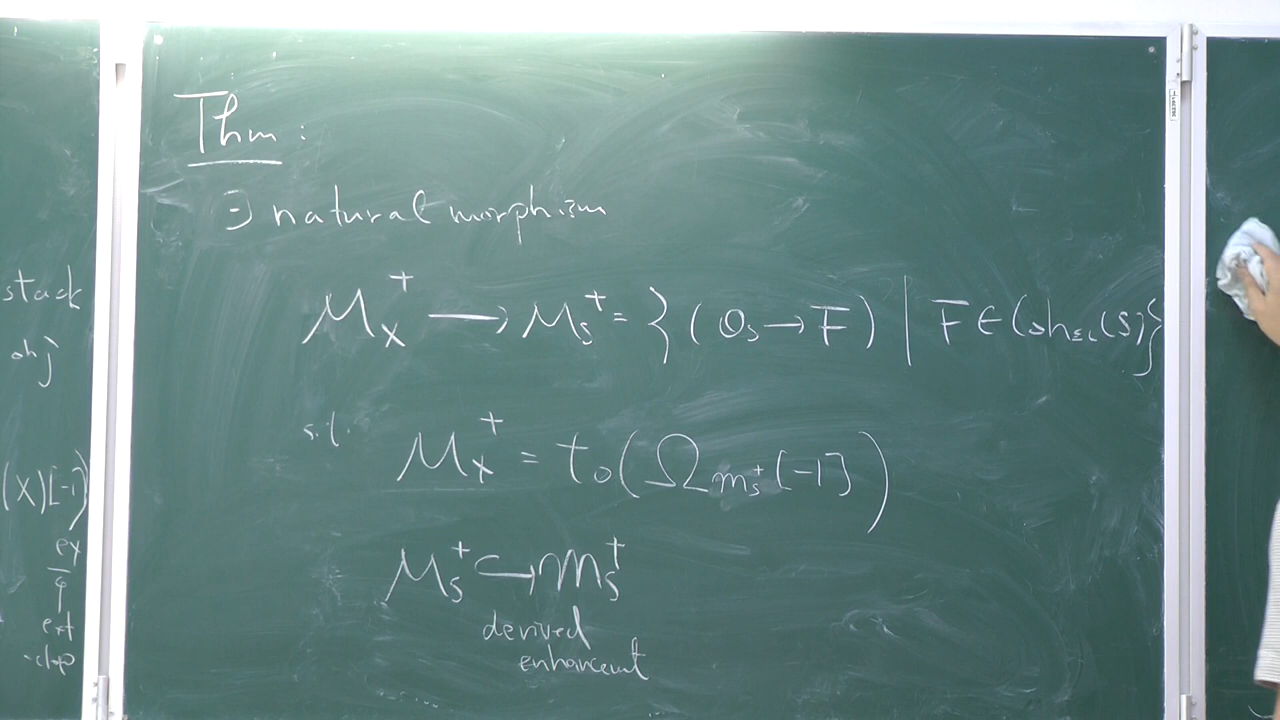 Thm:
∃ natural morphism
M_X^+ ⟶ M_S^+ = { (O_S → F) | F ∈ Coh_{≤1}(S) }
s.t. M_X^+ = t_0(Ω_{𝔐_S^+}[-1])
M_S^+ ↪ 𝔐_S^+
derived
enhancement
stack
obj
(X)[-1])
ex
ext